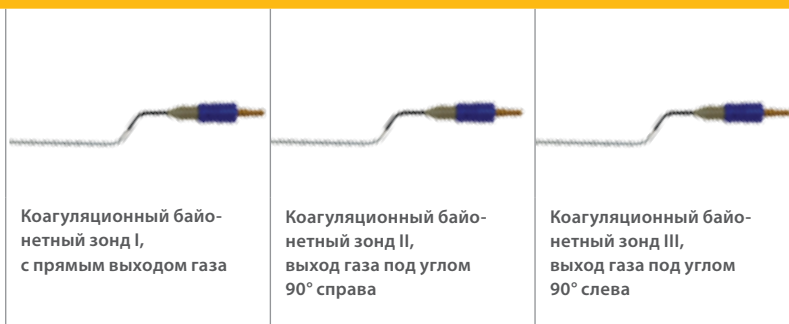 Коагуляционный байо-
нетный зонд I,
с прямым выходом газа
Коагуляционный байо-
нетный зонд II,
выход газа под углом
90° справа
Коагуляционный байо-
нетный зонд III,
выход газа под углом
90° слева